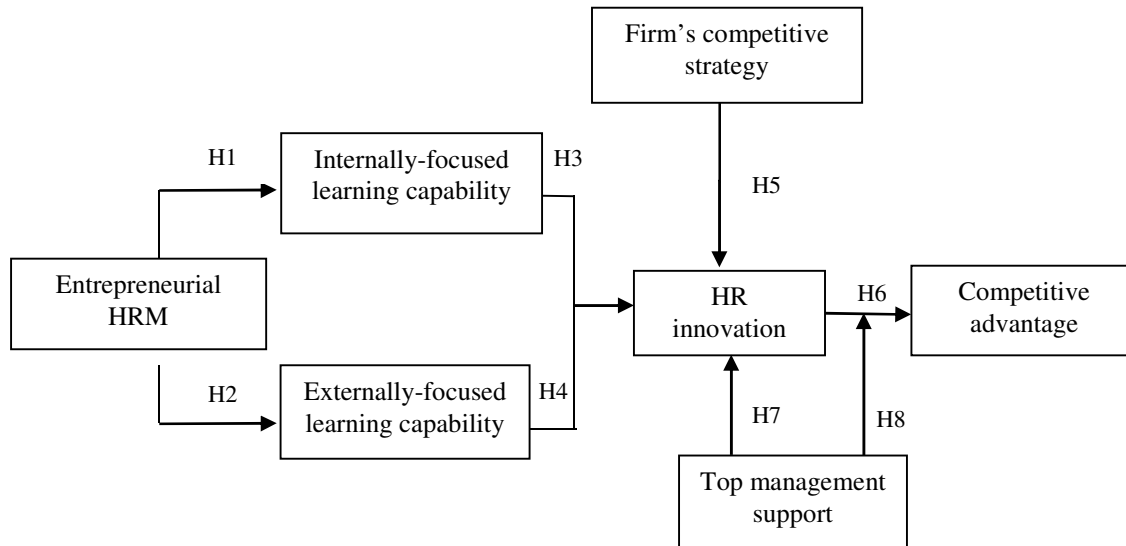 Firm's competitive
strategy
H1
Internally-focused
learning capability
H3
H5
Entrepreneurial
HRM
HR
innovation
H6
Competitive
advantage
H2
Externally-focused
learning capability
H4
H7
H8
Top management
support